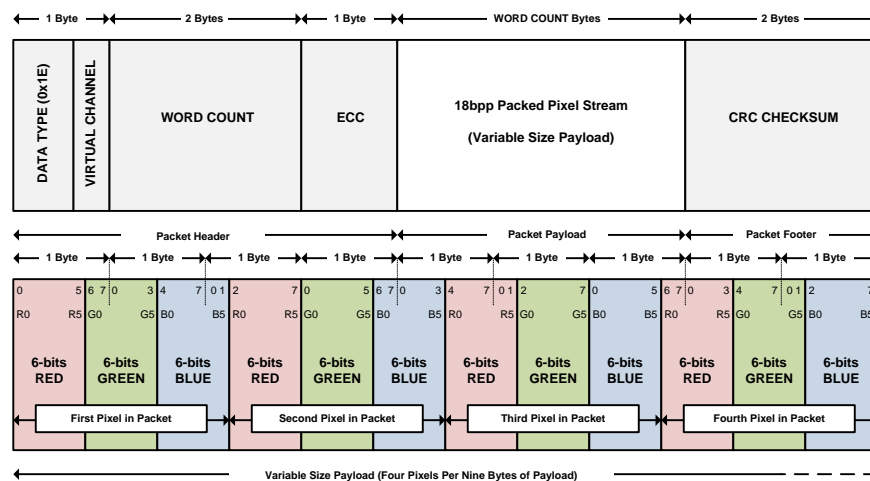 1 Byte 2 Bytes 1 Byte WORD COUNT Bytes 2 Bytes
DATA TYPE (0x1E)
VIRTUAL CHANNEL
WORD COUNT
ECC
18bpp Packed Pixel Stream
(Variable Size Payload)
CRC CHECKSUM
Packet Header Packet Payload Packet Footer
1 Byte 1 Byte 1 Byte 1 Byte 1 Byte 1 Byte 1 Byte 1 Byte 1 Byte
0 5 6 7 0 3 4 7 0 1 2 7 0 5 6 7 0 3 4 7 0 1 2 7 0 5 6 7 0 3 4 7 0 1 2 7
R0 R5 G0 G5 B0 B5 R0 R5 G0 G5 B0 B5 R0 R5 G0 G5 B0 B5 R0 R5 G0 G5 B0 B5
6-bits 6-bits 6-bits 6-bits 6-bits 6-bits 6-bits 6-bits 6-bits 6-bits 6-bits 6-bits
RED GREEN BLUE RED GREEN BLUE RED GREEN BLUE RED GREEN BLUE
First Pixel in Packet Second Pixel in Packet Third Pixel in Packet Fourth Pixel in Packet
Variable Size Payload (Four Pixels Per Nine Bytes of Payload)